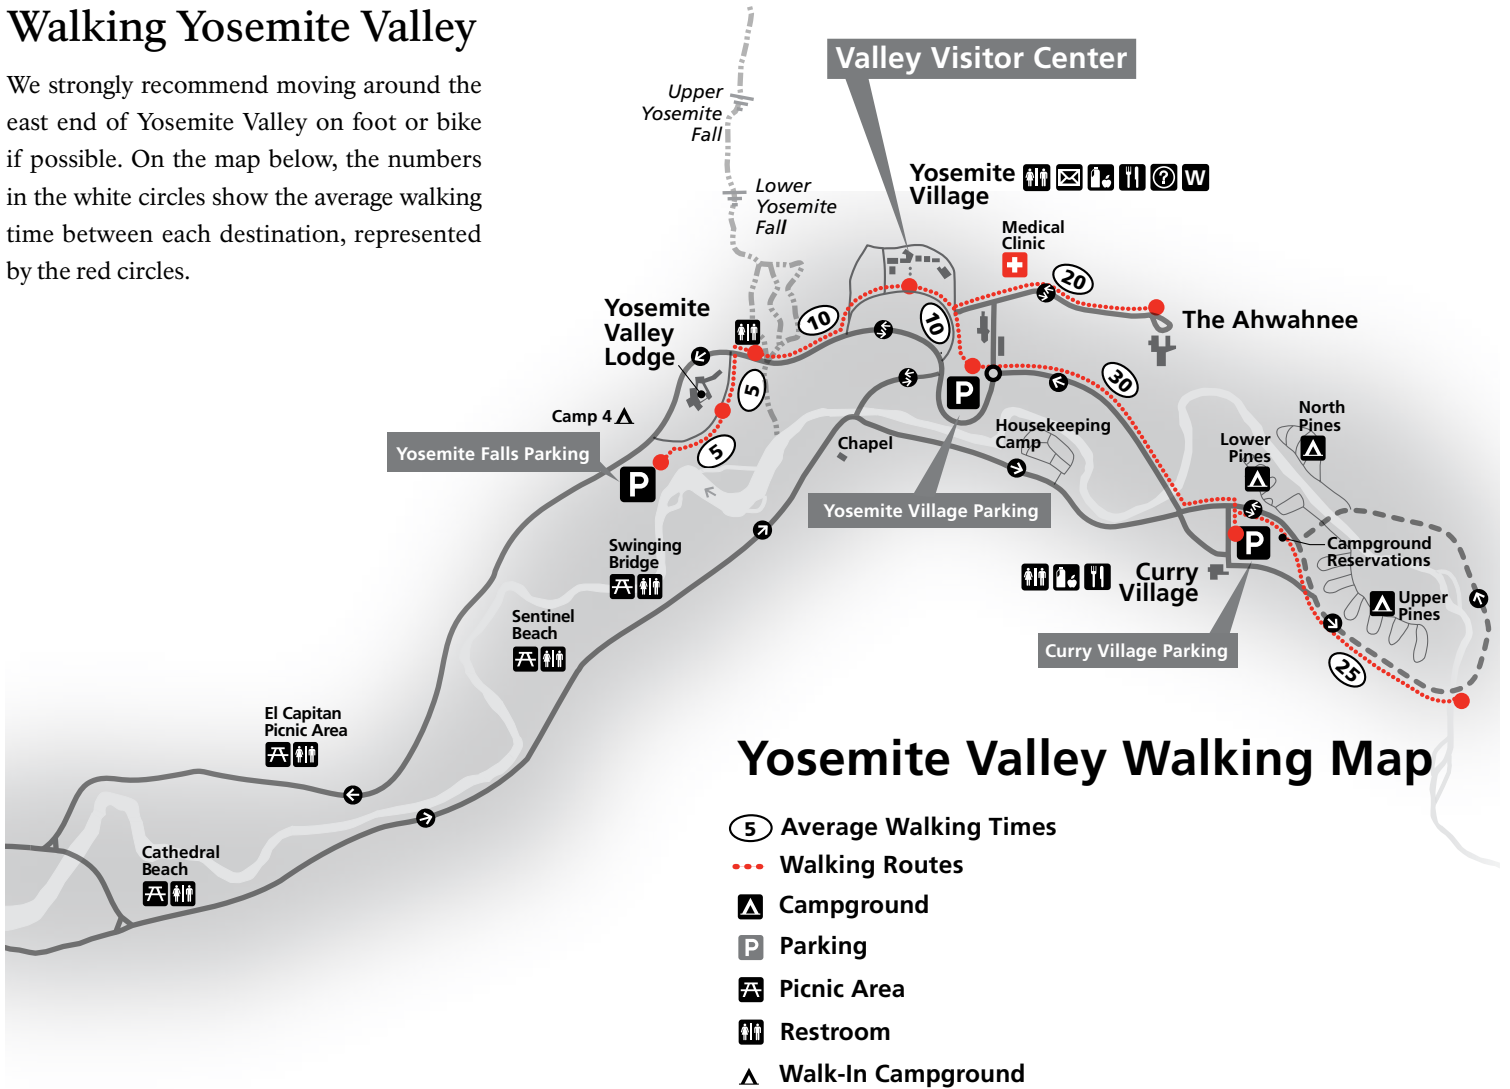 Walking Yosemite Valley
We strongly recommend moving around the
east end of Yosemite Valley on foot or bike
if possible. On the map below, the numbers
in the white circles show the average walking
time between each destination, represented
by the red circles.
Valley Visitor Center
Upper
Yosemite
Fall
Lower
Yosemite
Fall
Yosemite
Village
?
W
Medical
Clinic
20
The Ahwahnee
Yosemite
Valley
Lodge
10
10
5
5
30
Camp 4
Yosemite Falls Parking
P
P
Chapel
Housekeeping
Camp
North
Pines
Lower
Pines
Yosemite Village Parking
Swinging
Bridge
P
Campground
Reservations
Curry
Village
Upper
Pines
Sentinel
Beach
Curry Village Parking
25
El Capitan
Picnic Area
Cathedral
Beach
Yosemite Valley Walking Map
5 Average Walking Times
Walking Routes
Campground
P Parking
Picnic Area
Restroom
Walk-In Campground